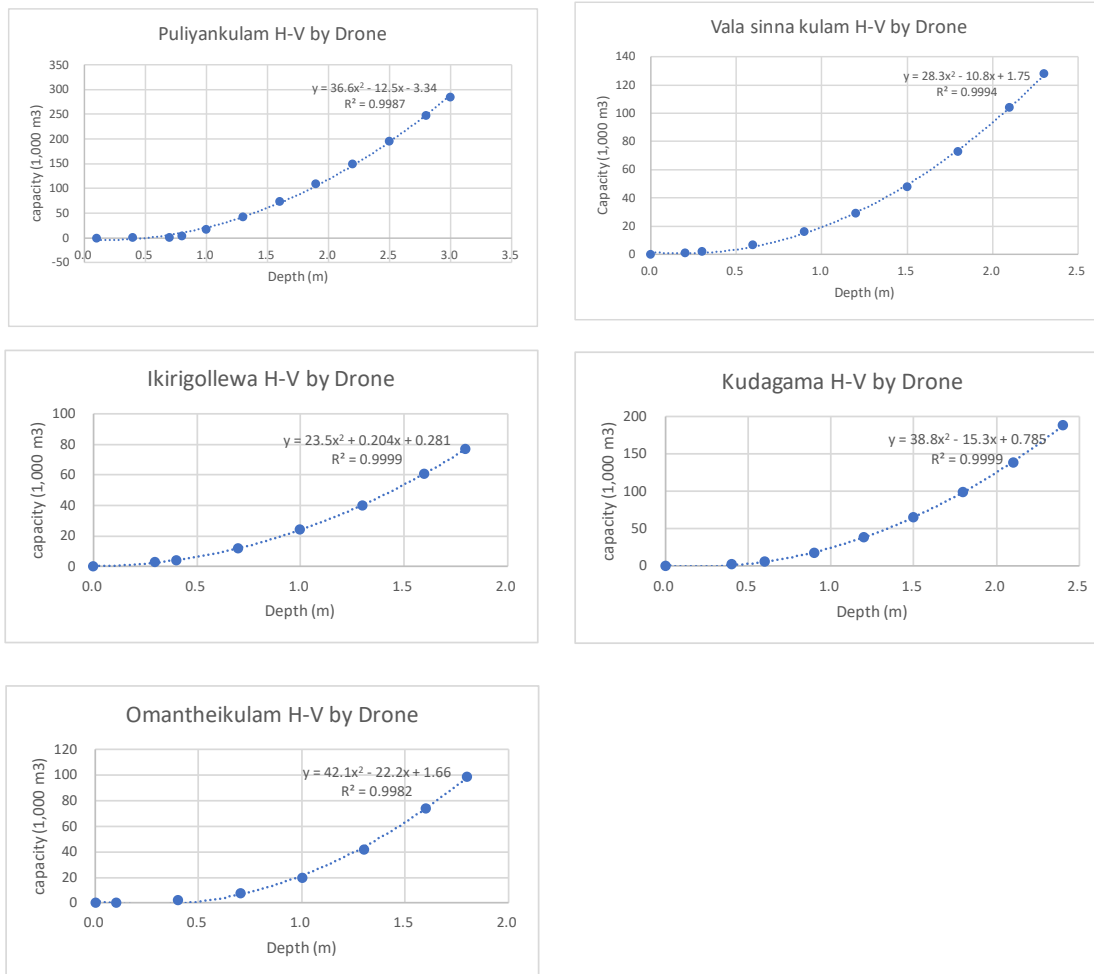 Puliyankulam H-V by Drone
350
300
250
200
150
100
50
0
-50
y = 36.6x² - 12.5x - 3.34
R² = 0.9987
0.0 0.5 1.0 1.5 2.0 2.5 3.0 3.5
capacity (1,000 m3)
Depth (m)
Vala sinna kulam H-V by Drone
140
120
100
80
60
40
20
0
y = 28.3x² - 10.8x + 1.75
R² = 0.9994
0.0 0.5 1.0 1.5 2.0 2.5
Capacity (1,000 m3)
Depth (m)
Ikirigollewa H-V by Drone
100
80
60
40
20
0
y = 23.5x² + 0.204x + 0.281
R² = 0.9999
0.0 0.5 1.0 1.5 2.0
capacity (1,000 m3)
Depth (m)
Kudagama H-V by Drone
200
150
100
50
0
y = 38.8x² - 15.3x + 0.785
R² = 0.9999
0.0 0.5 1.0 1.5 2.0 2.5
capacity (1,000 m3)
Depth (m)
Omantheikulam H-V by Drone
120
100
80
60
40
20
0
y = 42.1x² - 22.2x + 1.66
R² = 0.9982
0.0 0.5 1.0 1.5 2.0
capacity (1,000 m3)
Depth (m)